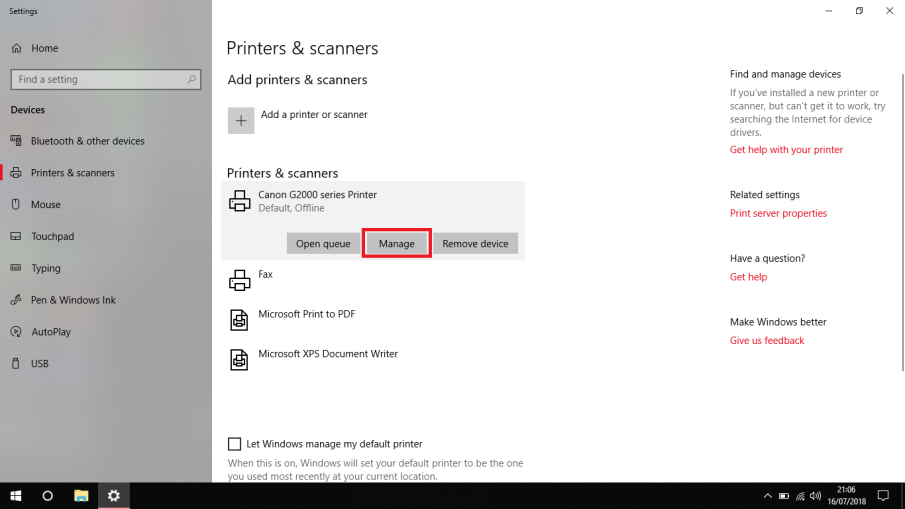 Settings
Home
Find a setting
Devices
Bluetooth & other devices
Printers & scanners
Mouse
Touchpad
Typing
Pen & Windows Ink
AutoPlay
USB
Printers & scanners
Add printers & scanners
Add a printer or scanner
Printers & scanners
Canon G2000 series Printer
Default, Offline
Open queue Manage Remove device
Fax
Microsoft Print to PDF
Microsoft XPS Document Writer
Let Windows manage my default printer
When this is on, Windows will set your default printer to be the one
you used most recently at your current location.
Find and manage devices
If you've installed a new printer or
scanner, but can't get it to work, try
searching the Internet for device
drivers.
Get help with your printer
Related settings
Print server properties
Have a question?
Get help
Make Windows better
Give us feedback
21:06
16/07/2018